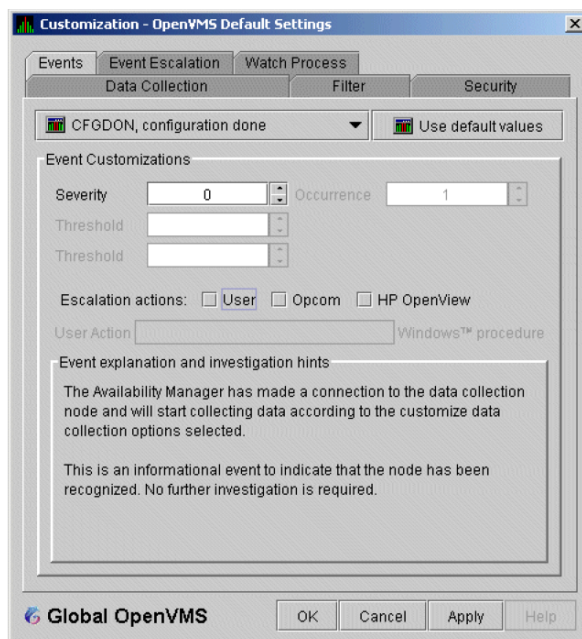 Customization - OpenVMS Default Settings
Events Event Escalation Watch Process
Data Collection Filter Security
CFGDON, configuration done Use default values
Event Customizations
Severity 0 Occurrence 1
Threshold
Threshold
Escalation actions: User Opcom HP OpenView
User Action Windows™ procedure
Event explanation and investigation hints
The Availability Manager has made a connection to the data collection
node and will start collecting data according to the customize data
collection options selected.
This is an informational event to indicate that the node has been
recognized. No further investigation is required.
Global OpenVMS OK Cancel Apply Help